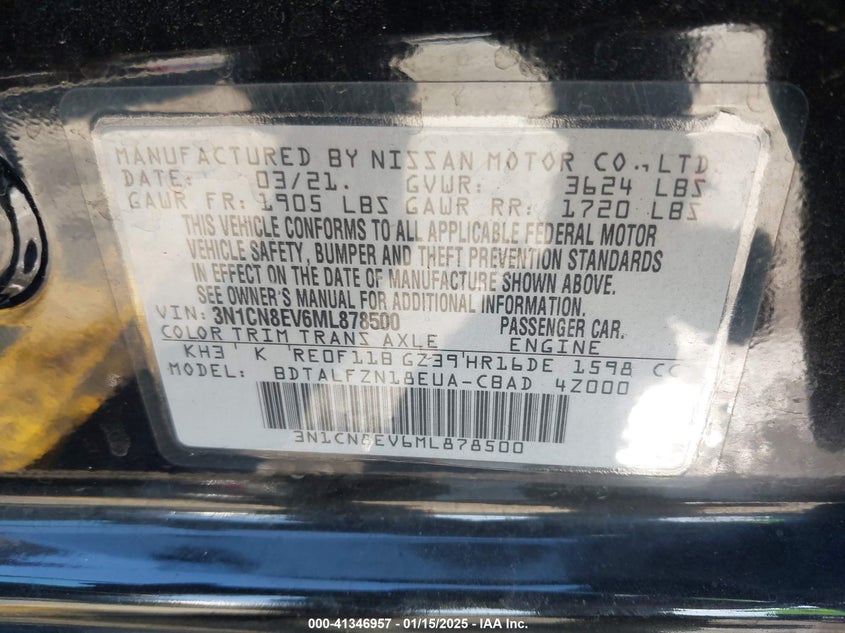 MANUFACTURED BY NISSAN MOTOR CO.,LTD
DATE: 03/21. GVWR: 3624 LBS
GAWR FR: 1905 LBS GAWR RR: 1720 LBS
THIS VEHICLE CONFORMS TO ALL APPLICABLE FEDERAL MOTOR
VEHICLE SAFETY, BUMPER AND THEFT PREVENTION STANDARDS
IN EFFECT ON THE DATE OF MANUFACTURE SHOWN ABOVE.
SEE OWNER'S MANUAL FOR ADDITIONAL INFORMATION.
VIN: 3N1CN8EV6ML878500 PASSENGER CAR.
COLOR TRIM TRANS AXLE ENGINE
KH3 K RE0F11B GZ39 HR16DE 1598 CC
MODEL: BDTALFZN18EUA-CBAD 4Z000
3N1CN8EV6ML878500
000-41346957 - 01/15/2025 - IAA Inc.